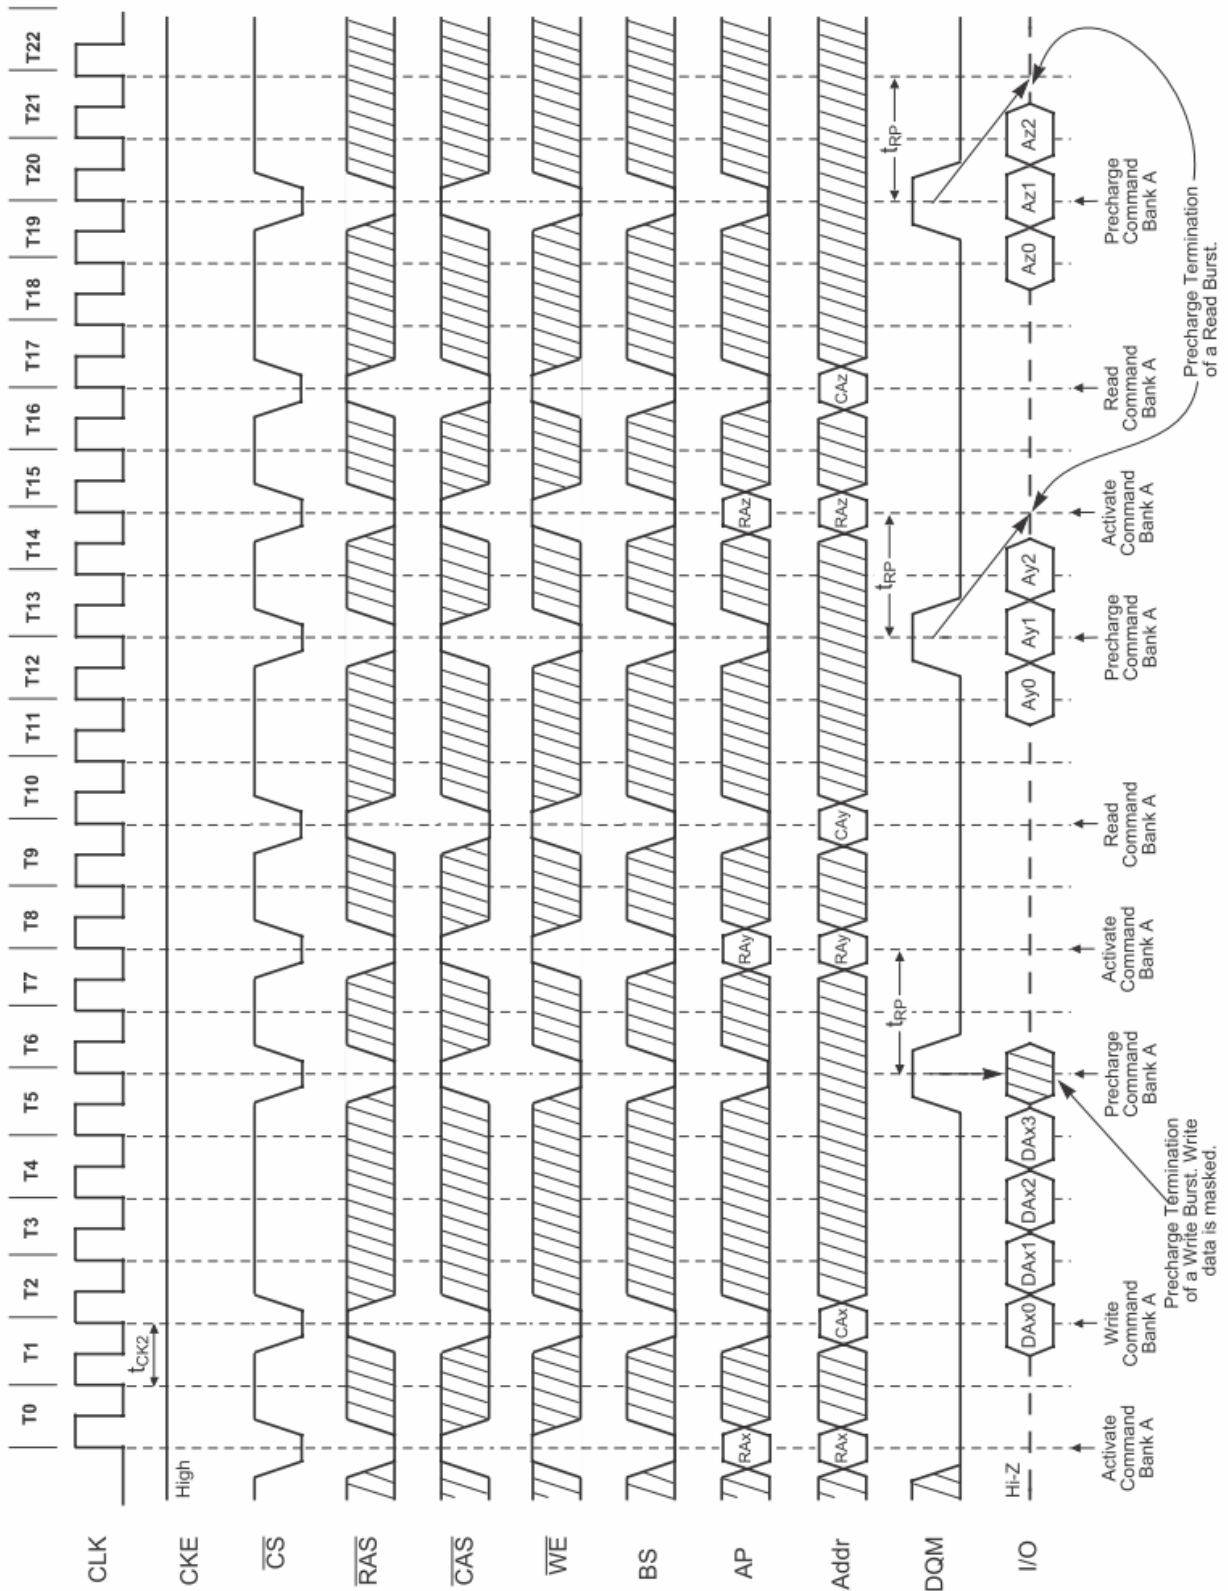 T0 T1 T2 T3 T4 T5 T6 T7 T8 T9 T10 T11 T12 T13 T14 T15 T16 T17 T18 T19 T20 T21 T22
CLK
tCK2
CKE
High
CS
RAS
CAS
WE
BS
AP
RAx RAy RAz
Addr
RAx CAx RAy CAy RAz CAz
tRP tRP tRP
DQM
I/O
Hi-Z
DAx0 DAx1 DAx2 DAx3 Ay0 Ay1 Ay2 Az0 Az1 Az2
Activate
Command
Bank A
Write
Command
Bank A
Precharge
Command
Bank A
Activate
Command
Bank A
Read
Command
Bank A
Precharge
Command
Bank A
Activate
Command
Bank A
Read
Command
Bank A
Precharge
Command
Bank A
Precharge Termination
of a Write Burst. Write
data is masked.
Precharge Termination
of a Read Burst.